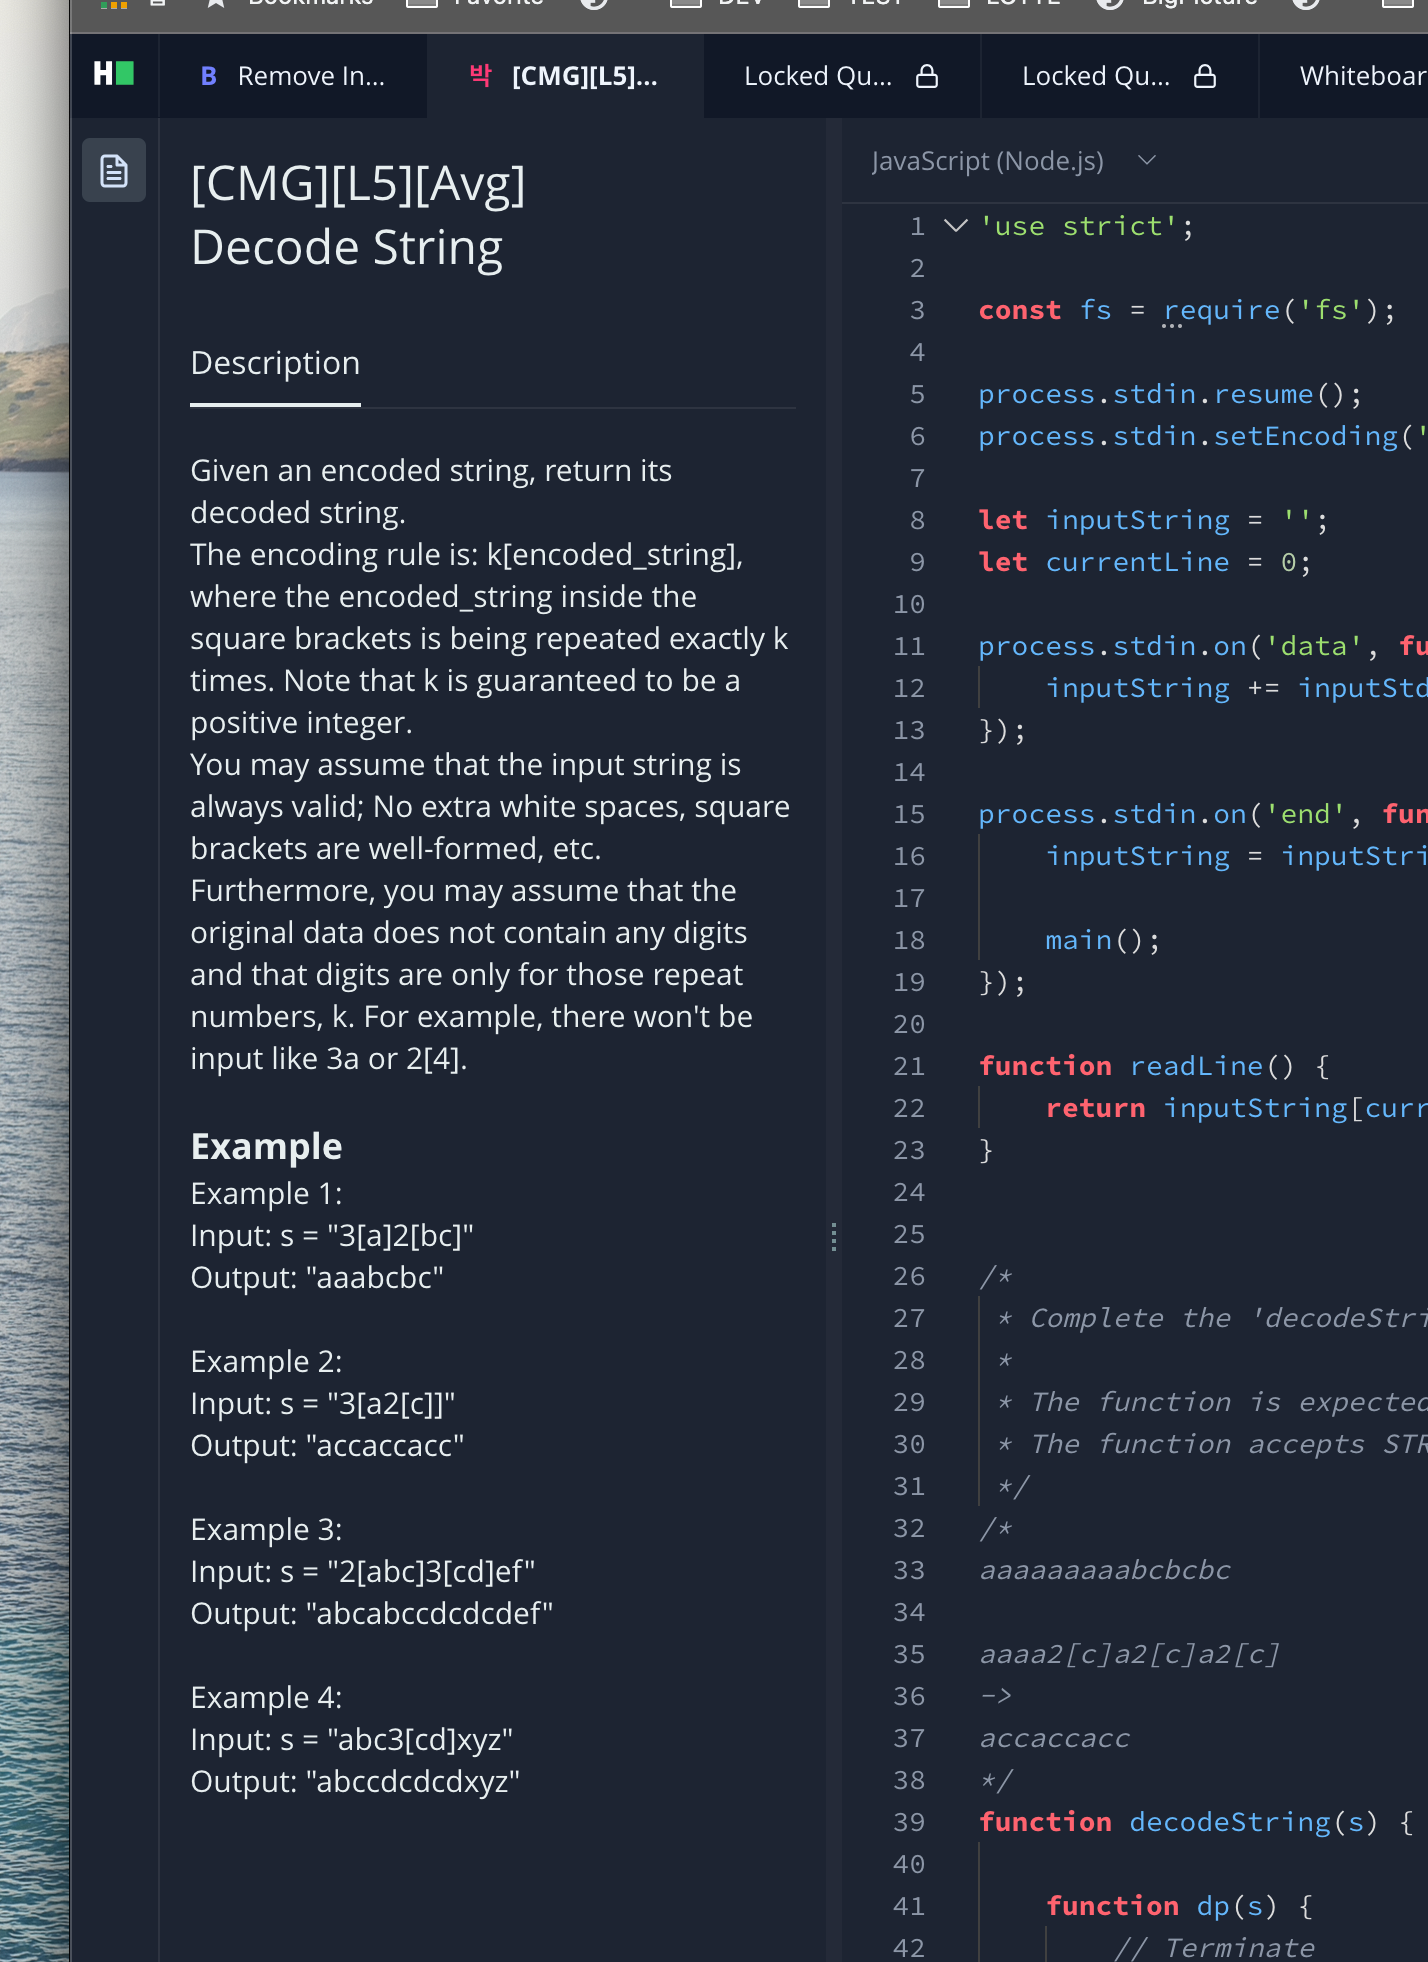 Bookmarks Favorite DEV TEST LOTTE BigPicture
H
B Remove In...
박 [CMG][L5]...
Locked Qu...
Locked Qu...
Whiteboar
[CMG][L5][Avg]
Decode String
Description
Given an encoded string, return its
decoded string.
The encoding rule is: k[encoded_string],
where the encoded_string inside the
square brackets is being repeated exactly k
times. Note that k is guaranteed to be a
positive integer.
You may assume that the input string is
always valid; No extra white spaces, square
brackets are well-formed, etc.
Furthermore, you may assume that the
original data does not contain any digits
and that digits are only for those repeat
numbers, k. For example, there won't be
input like 3a or 2[4].
Example
Example 1:
Input: s = "3[a]2[bc]"
Output: "aaabcbc"
Example 2:
Input: s = "3[a2[c]]"
Output: "accaccacc"
Example 3:
Input: s = "2[abc]3[cd]ef"
Output: "abcabccdcdcdef"
Example 4:
Input: s = "abc3[cd]xyz"
Output: "abccdcdcdxyz"
JavaScript (Node.js)
1 'use strict';
2
3 const fs = require('fs');
4
5 process.stdin.resume();
6 process.stdin.setEncoding('
7
8 let inputString = '';
9 let currentLine = 0;
10
11 process.stdin.on('data', fu
12 inputString += inputStd
13 });
14
15 process.stdin.on('end', fun
16 inputString = inputStri
17
18 main();
19 });
20
21 function readLine() {
22 return inputString[curr
23 }
24
25
26 /*
27 * Complete the 'decodeStri
28 *
29 * The function is expected
30 * The function accepts STR
31 */
32 /*
33 aaaaaaaaabcbcbc
34
35 aaaa2[c]a2[c]a2[c]
36 ->
37 accaccacc
38 */
39 function decodeString(s) {
40
41 function dp(s) {
42 // Terminate